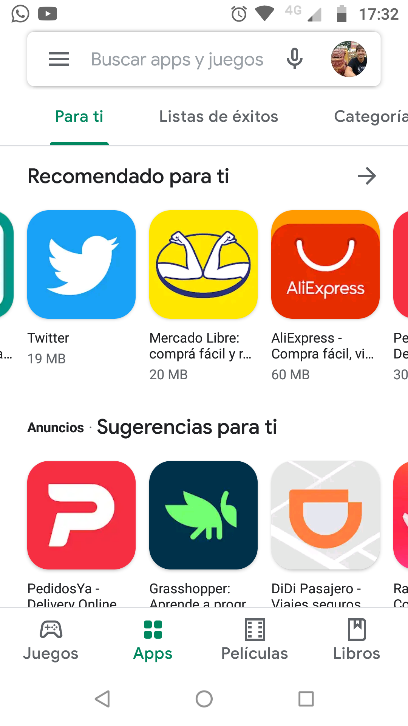 4G 17:32
Buscar apps y juegos
Para ti Listas de éxitos Categoría
Recomendado para ti
AliExpress
Twitter Mercado Libre: AliExpress - Pe
a... comprá fácil y r... Compra fácil, vi... De
19 MB
20 MB 60 MB 30
Anuncios · Sugerencias para ti
PedidosYa - Grasshopper: DiDi Pasajero - Ra
Delivery Online Aprende a progr Viajes seguros
Juegos Apps Películas Libros